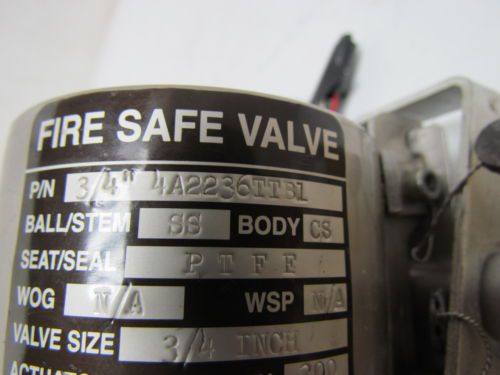 FIRE SAFE VALVE
P/N 3/4" 4A2236TTB1
BALL/STEM SS BODY CS
SEAT/SEAL PTFE
WOG N/A WSP N/A
VALVE SIZE 3/4 INCH